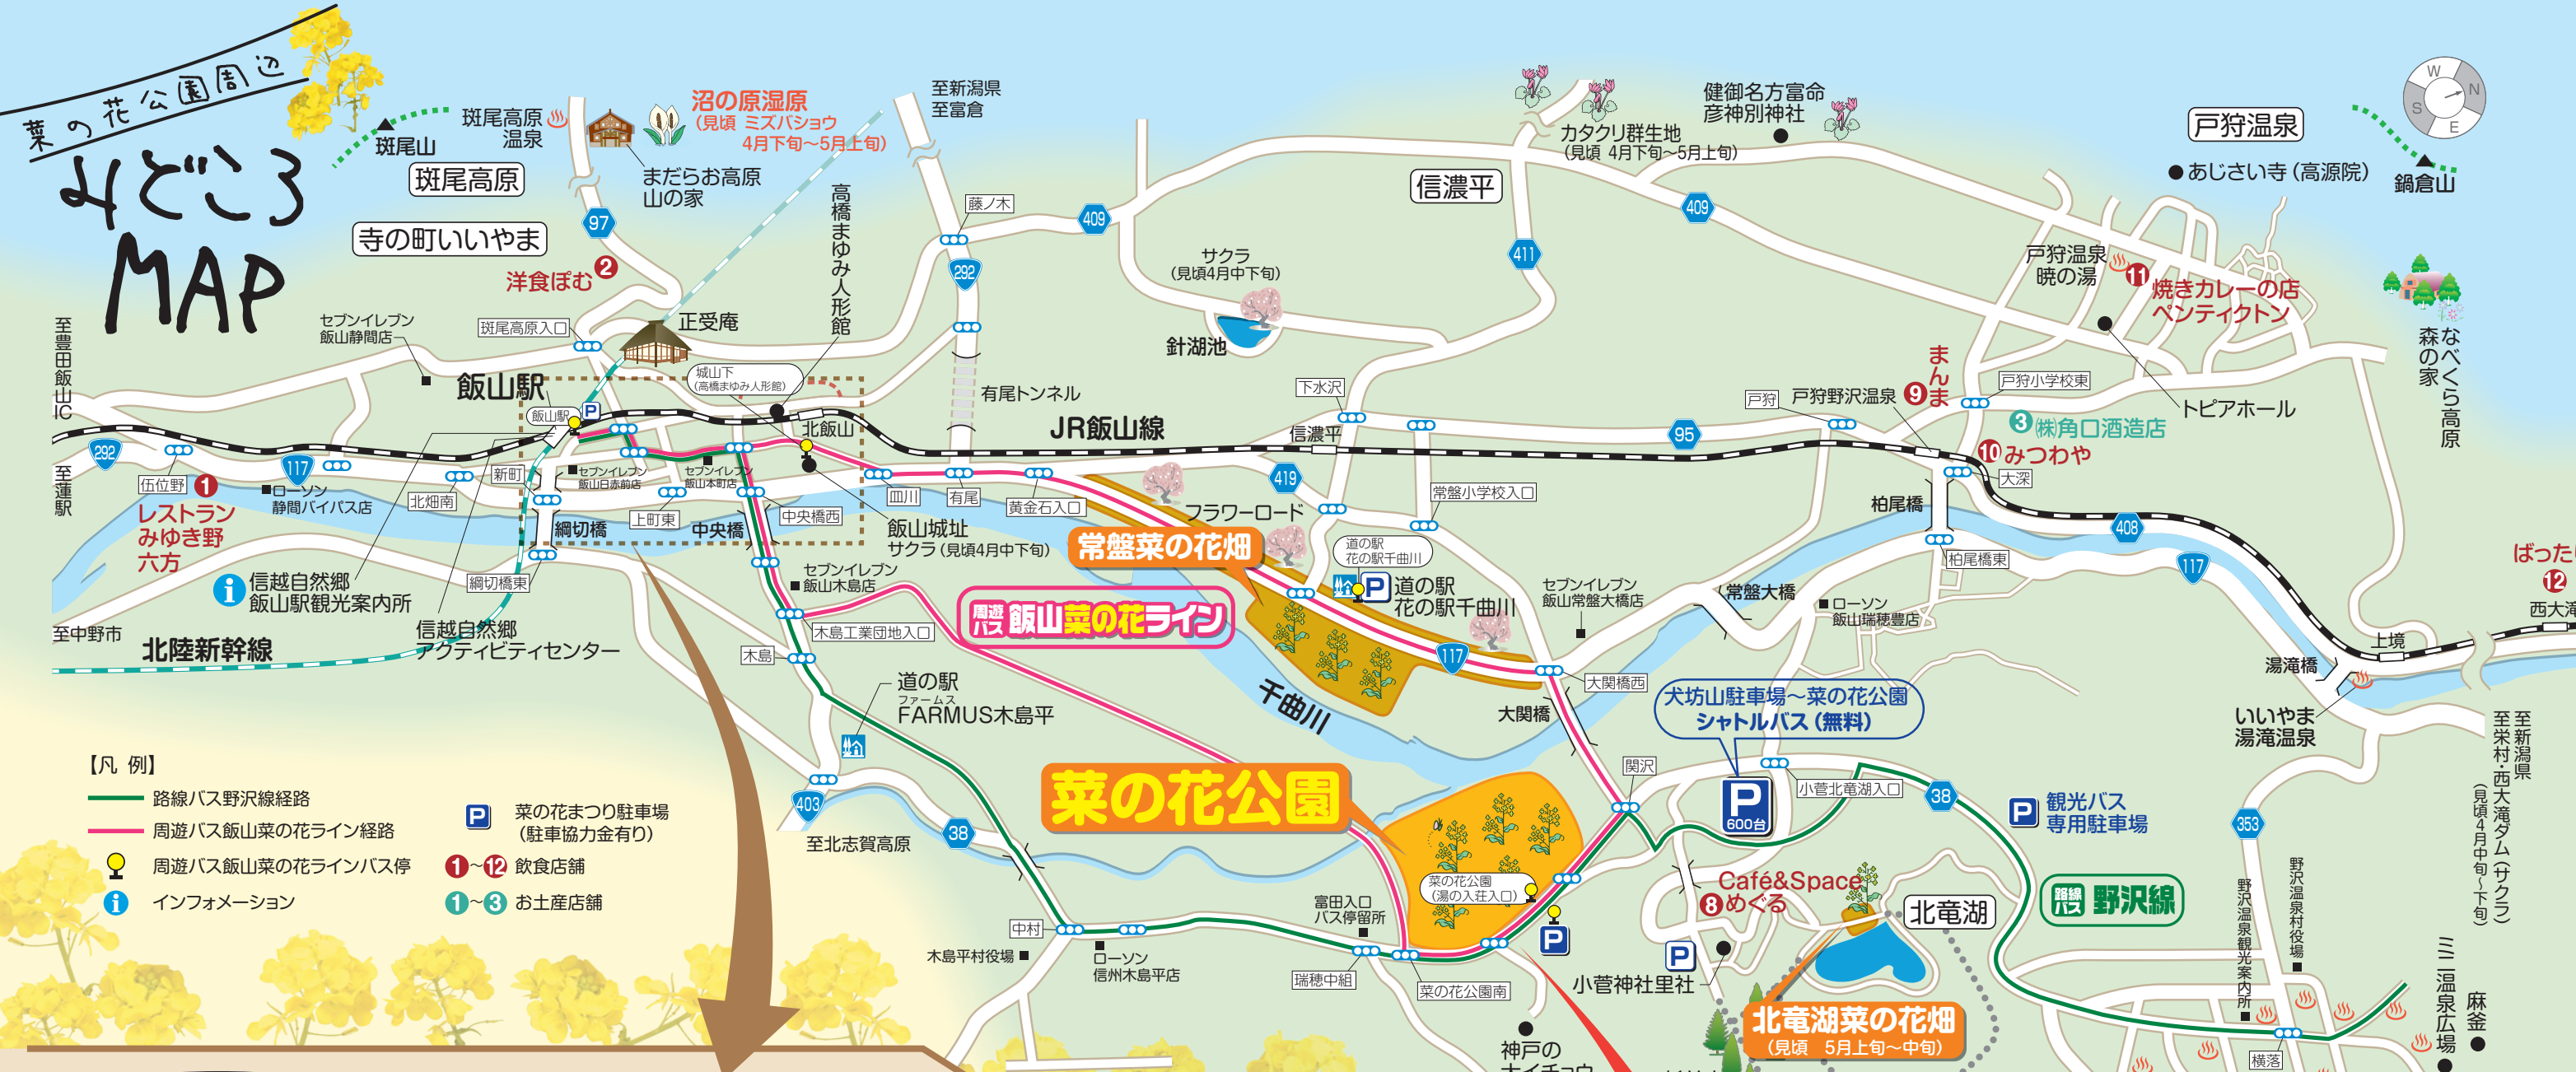 菜の花公園周辺
みどころ
MAP
斑尾山
斑尾高原
温泉
斑尾高原
寺の町いいやま
沼の原湿原
(見頃 ミズバショウ
4月下旬～5月上旬)
まだらお高原
山の家
97
洋食ぽむ 2
至新潟県
至富倉
高橋まゆみ人形館
藤ノ木
292
409
サクラ
(見頃4月中下旬)
針湖池
信濃平
411
カタクリ群生地
(見頃 4月下旬～5月上旬)
健御名方富命
彦神別神社
409
戸狩温泉
あじさい寺(高源院)
鍋倉山
W
N
S
E
戸狩温泉
暁の湯
11
焼きカレーの店
ペンティクトン
なべくら高原
森の家
トピアホール
至豊田飯山IC
セブンイレブン
飯山静間店
斑尾高原入口
正受庵
飯山駅
飯山駅
P
城山下
(高橋まゆみ人形館)
北飯山
有尾トンネル
JR飯山線
下水沢
信濃平
95
戸狩
戸狩野沢温泉
9 まんま
戸狩小学校東
3 ㈱角口酒造店
10 みつわや
大深
292
至蓮駅
伍位野
1
レストラン
みゆき野
六方
117
ローソン
静間バイパス店
北畑南
新町
セブンイレブン
飯山日赤前店
セブンイレブン
飯山本町店
上町東
綱切橋
中央橋
中央橋西
皿川
有尾
黄金石入口
飯山城址
サクラ(見頃4月中下旬)
419
常盤小学校入口
フラワーロード
常盤菜の花畑
道の駅
花の駅千曲川
P
道の駅
花の駅千曲川
柏尾橋
柏尾橋東
408
117
ばった
12
西大滝
i
信越自然郷
飯山駅観光案内所
綱切橋東
信越自然郷
アクティビティセンター
至中野市
北陸新幹線
セブンイレブン
飯山木島店
木島工業団地入口
木島
周遊バス 飯山菜の花ライン
セブンイレブン
飯山常盤大橋店
常盤大橋
ローソン
飯山瑞穂豊店
117
大関橋西
大関橋
千曲川
上境
湯滝橋
いいやま
湯滝温泉
至新潟県
至栄村・西大滝ダム(サクラ)
(見頃4月中旬～下旬)
道の駅
ファームス
FARMUS木島平
犬坊山駐車場～菜の花公園
シャトルバス(無料)
【凡 例】
路線バス野沢線経路
周遊バス飯山菜の花ライン経路
周遊バス飯山菜の花ラインバス停
i インフォメーション
P 菜の花まつり駐車場
(駐車協力金有り)
1～12 飲食店舗
1～3 お土産店舗
403
至北志賀高原
38
菜の花公園
関沢
P
600台
小菅北竜湖入口
38
P 観光バス
専用駐車場
353
菜の花公園
(湯の入荘入口)
P
富田入口
バス停留所
中村
木島平村役場
ローソン
信州木島平店
瑞穂中組
菜の花公園南
Café&Space
8 めぐる
P
小菅神社里社
北竜湖
路線バス 野沢線
北竜湖菜の花畑
(見頃 5月上旬～中旬)
神戸の
野沢温泉村役場
野沢温泉観光案内所
横落
ミニ温泉広場
麻釜